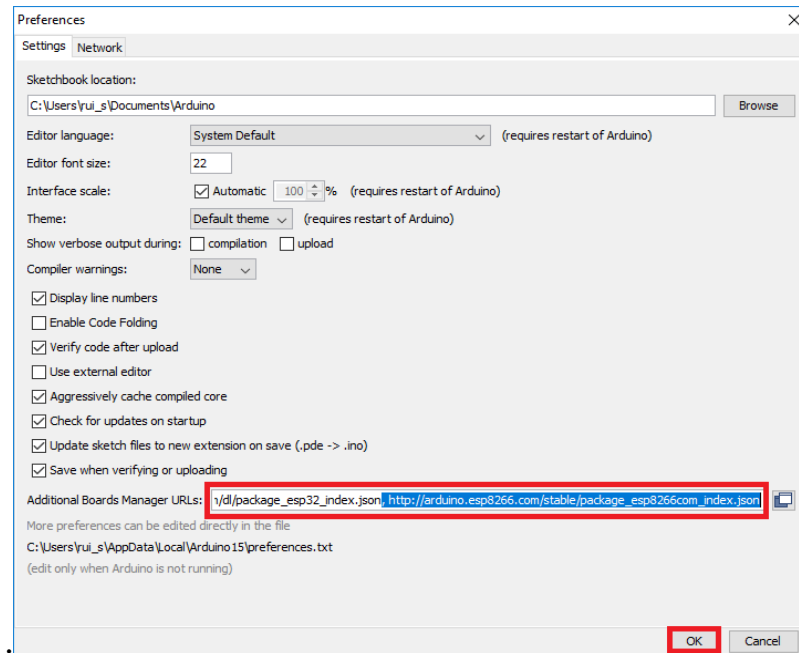 Preferences
Settings Network
Sketchbook location:
C:\Users\rui_s\Documents\Arduino Browse
Editor language: System Default (requires restart of Arduino)
Editor font size: 22
Interface scale: Automatic 100 % (requires restart of Arduino)
Theme: Default theme (requires restart of Arduino)
Show verbose output during: compilation upload
Compiler warnings: None
Display line numbers
Enable Code Folding
Verify code after upload
Use external editor
Aggressively cache compiled core
Check for updates on startup
Update sketch files to new extension on save (.pde -> .ino)
Save when verifying or uploading
Additional Boards Manager URLs: /dl/package_esp32_index.json, http://arduino.esp8266.com/stable/package_esp8266com_index.json
More preferences can be edited directly in the file
C:\Users\rui_s\AppData\Local\Arduino15\preferences.txt
(edit only when Arduino is not running)
OK Cancel